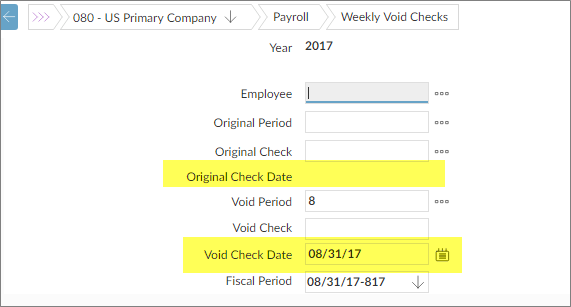 080 - US Primary Company Payroll Weekly Void Checks
Year 2017
Employee
Original Period
Original Check
Original Check Date
Void Period 8
Void Check
Void Check Date 08/31/17
Fiscal Period 08/31/17-817